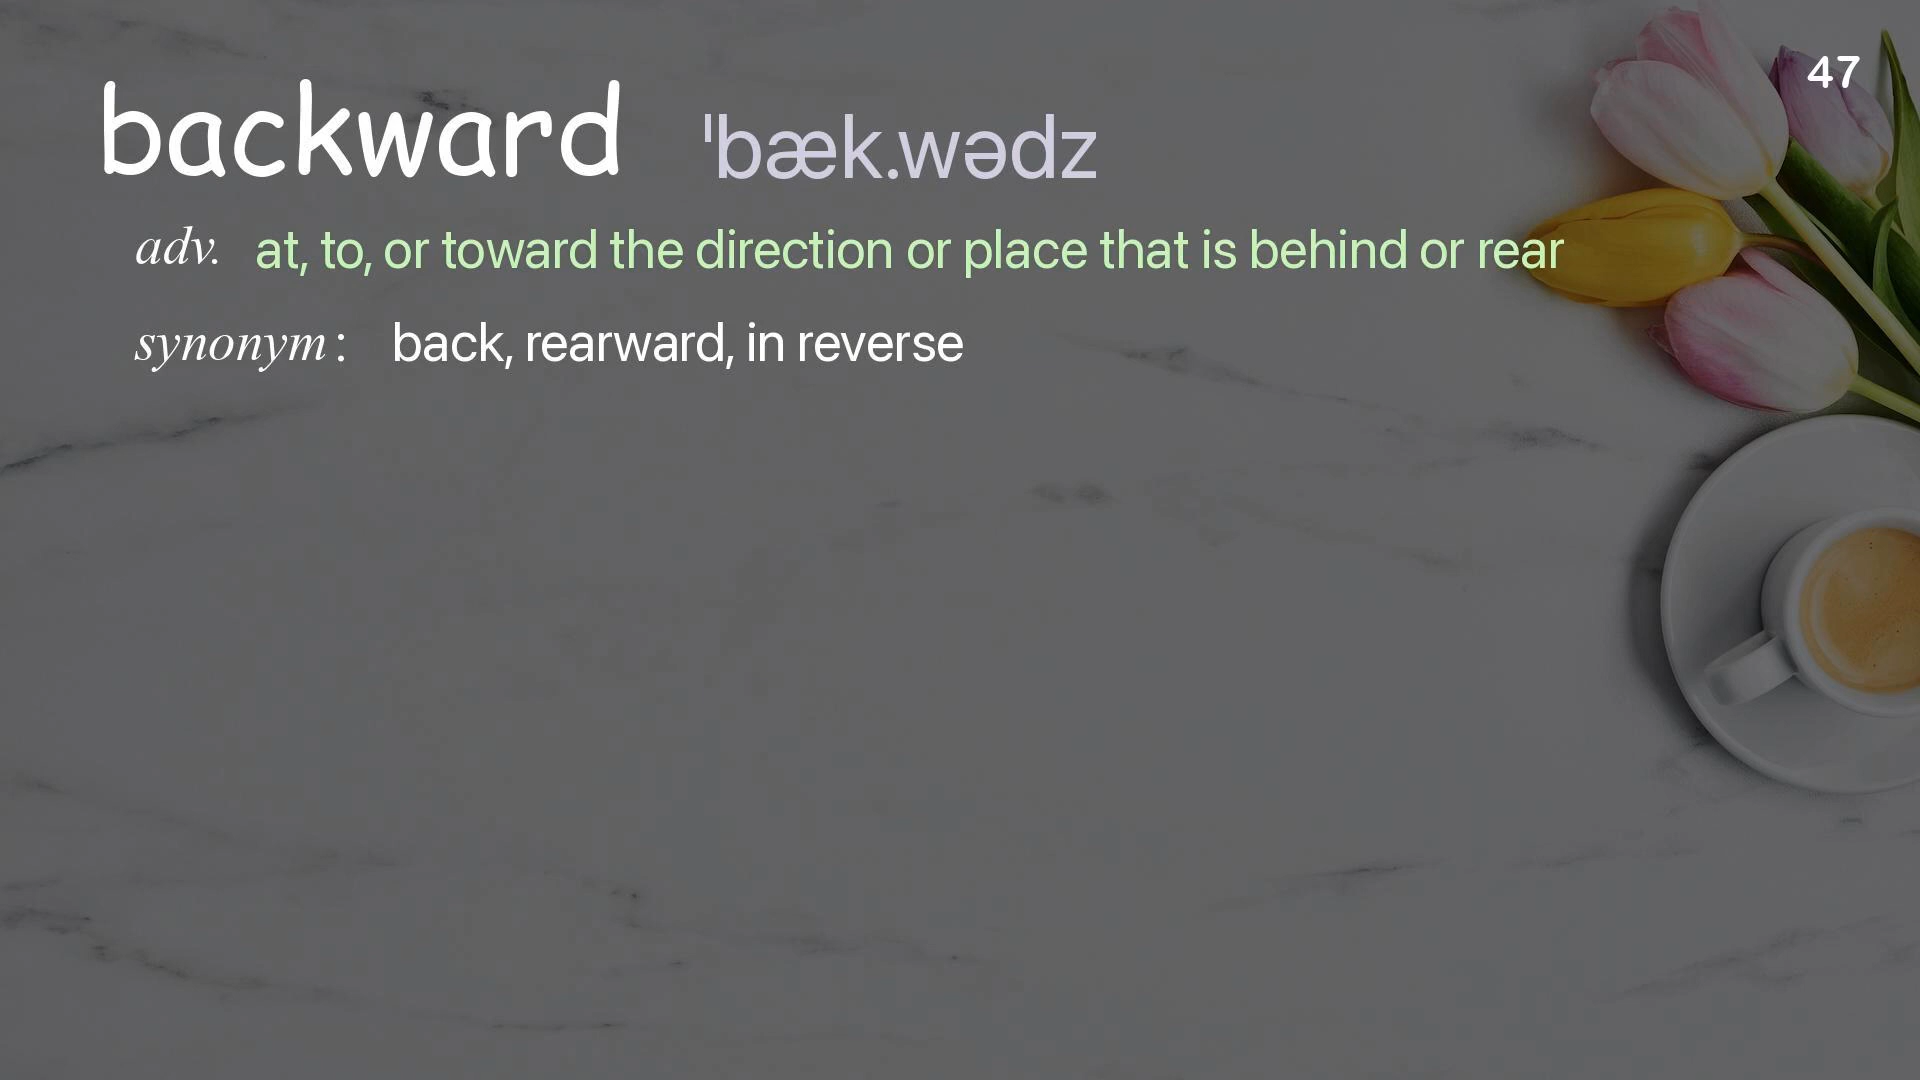 47
backward ˈbæk.wədz
adv. at, to, or toward the direction or place that is behind or rear
synonym : back, rearward, in reverse